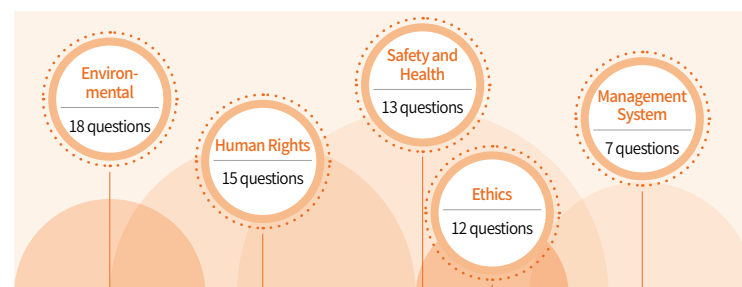 Environ-
mental
18 questions
Human Rights
15 questions
Safety and
Health
13 questions
Ethics
12 questions
Management
System
7 questions